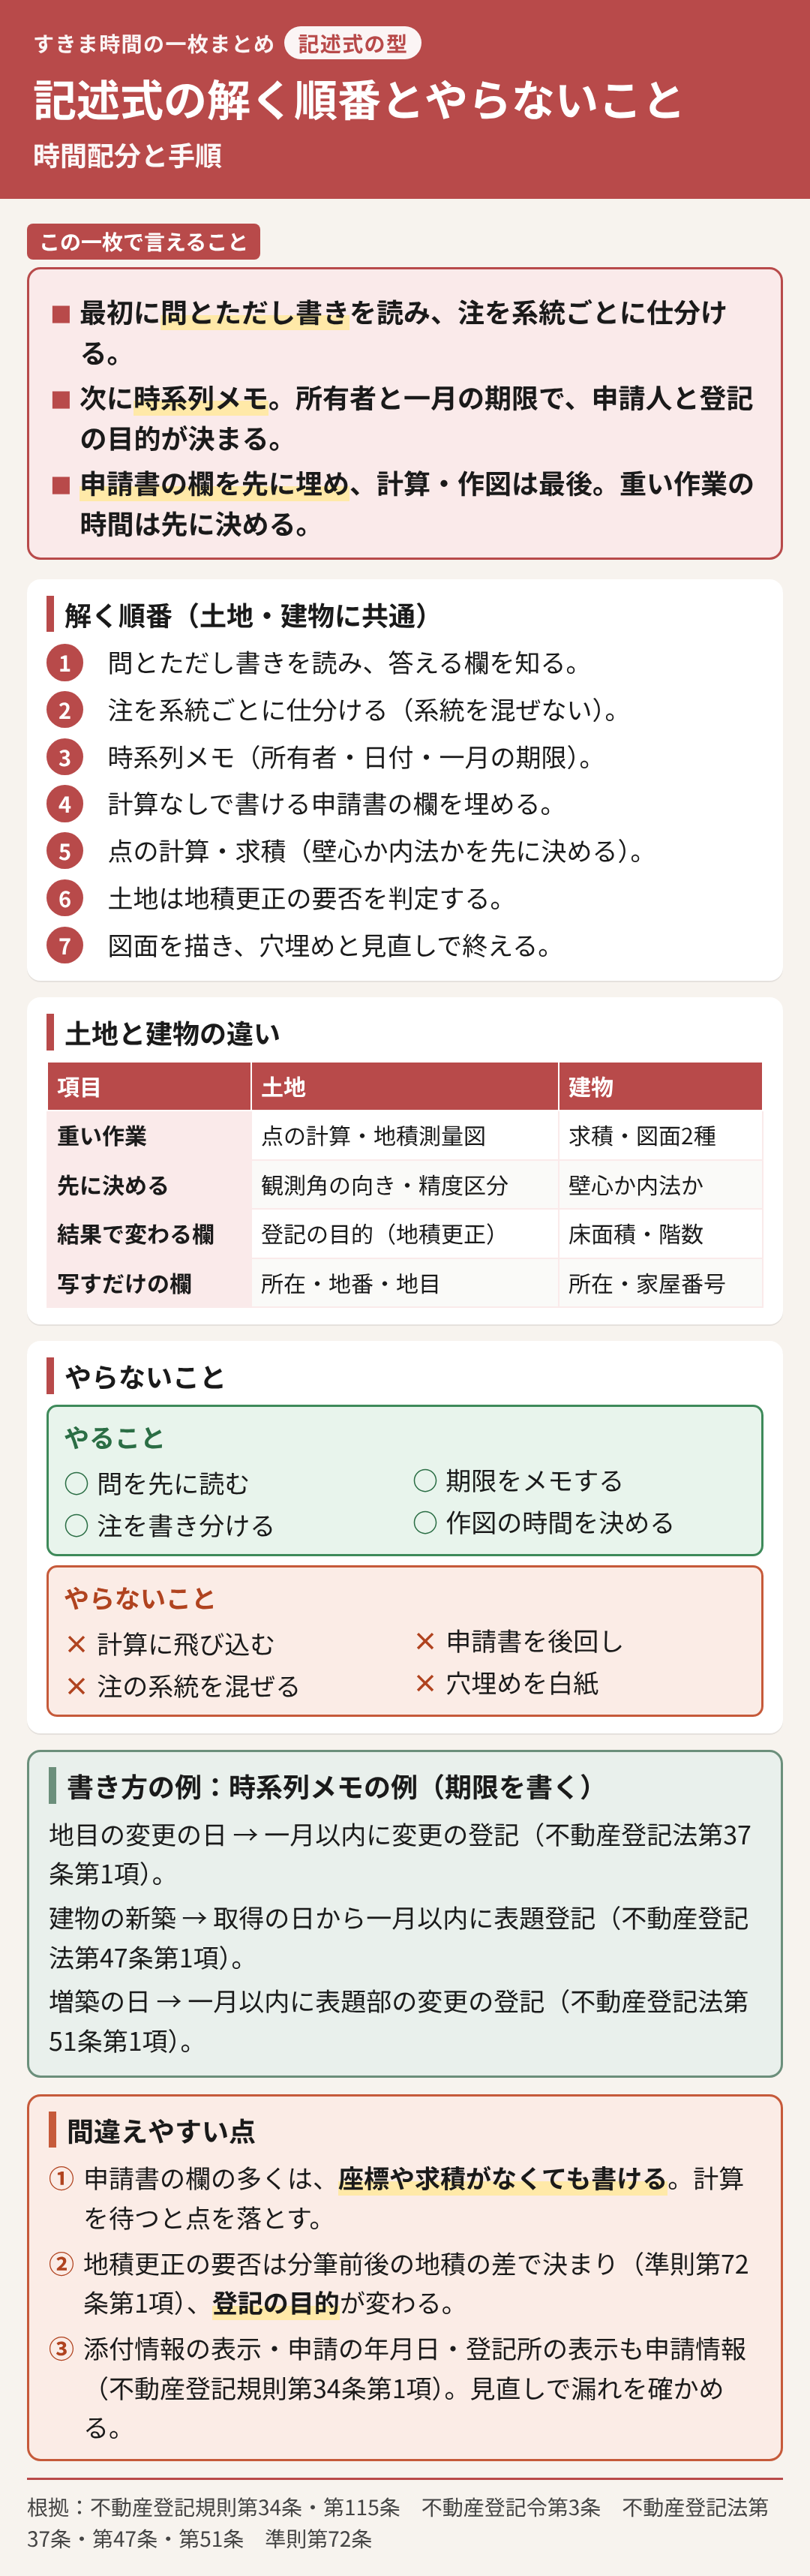 すきま時間の一枚まとめ 記述式の型
記述式の解く順番とやらないこと
時間配分と手順
この一枚で言えること
■ 最初に問とただし書きを読み、注を系統ごとに仕分け
る。
■ 次に時系列メモ。所有者と一月の期限で、申請人と登記
の目的が決まる。
■ 申請書の欄を先に埋め、計算・作図は最後。重い作業の
時間は先に決める。
解く順番（土地・建物に共通）
1 問とただし書きを読み、答える欄を知る。
2 注を系統ごとに仕分ける（系統を混ぜない）。
3 時系列メモ（所有者・日付・一月の期限）。
4 計算なしで書ける申請書の欄を埋める。
5 点の計算・求積（壁心か内法かを先に決める）。
6 土地は地積更正の要否を判定する。
7 図面を描き、穴埋めと見直しで終える。
土地と建物の違い
項目 土地 建物
重い作業 点の計算・地積測量図 求積・図面2種
先に決める 観測角の向き・精度区分 壁心か内法か
結果で変わる欄 登記の目的（地積更正） 床面積・階数
写すだけの欄 所在・地番・地目 所在・家屋番号
やらないこと
やること
○ 問を先に読む ○ 期限をメモする
○ 注を書き分ける ○ 作図の時間を決める
やらないこと
× 計算に飛び込む × 申請書を後回し
× 注の系統を混ぜる × 穴埋めを白紙
書き方の例：時系列メモの例（期限を書く）
地目の変更の日 → 一月以内に変更の登記（不動産登記法第37
条第1項）。
建物の新築 → 取得の日から一月以内に表題登記（不動産登記
法第47条第1項）。
増築の日 → 一月以内に表題部の変更の登記（不動産登記法第
51条第1項）。
間違えやすい点
① 申請書の欄の多くは、座標や求積がなくても書ける。計算
を待つと点を落とす。
② 地積更正の要否は分筆前後の地積の差で決まり（準則第72
条第1項）、登記の目的が変わる。
③ 添付情報の表示・申請の年月日・登記所の表示も申請情報
（不動産登記規則第34条第1項）。見直しで漏れを確かめ
る。
根拠：不動産登記規則第34条・第115条　不動産登記令第3条　不動産登記法第
37条・第47条・第51条　準則第72条